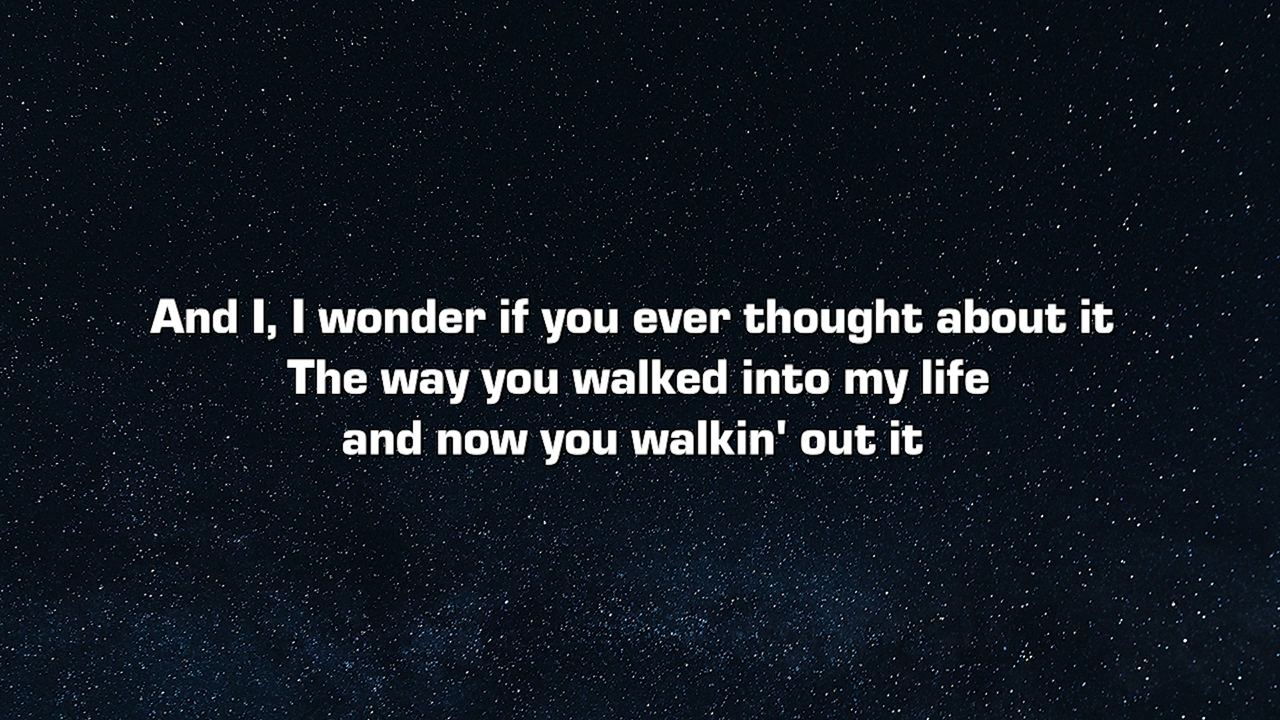 And I, I wonder if you ever thought about it
The way you walked into my life
and now you walkin' out it